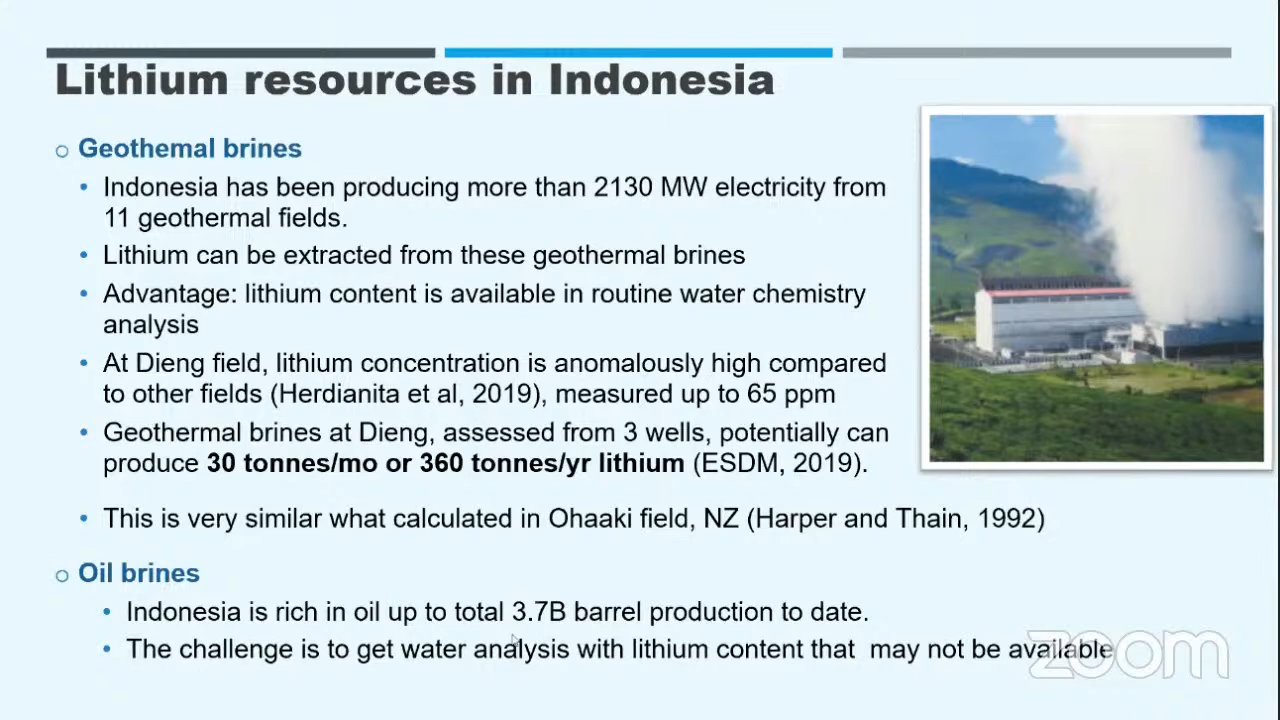 Lithium resources in Indonesia
Geothemal brines
Indonesia has been producing more than 2130 MW electricity from
11 geothermal fields.
Lithium can be extracted from these geothermal brines
Advantage: lithium content is available in routine water chemistry
analysis
At Dieng field, lithium concentration is anomalously high compared
to other fields (Herdianita et al, 2019), measured up to 65 ppm
Geothermal brines at Dieng, assessed from 3 wells, potentially can
produce 30 tonnes/mo or 360 tonnes/yr lithium (ESDM, 2019).
This is very similar what calculated in Ohaaki field, NZ (Harper and Thain, 1992)
Oil brines
Indonesia is rich in oil up to total 3.7B barrel production to date.
The challenge is to get water analysis with lithium content that may not be available
zoom